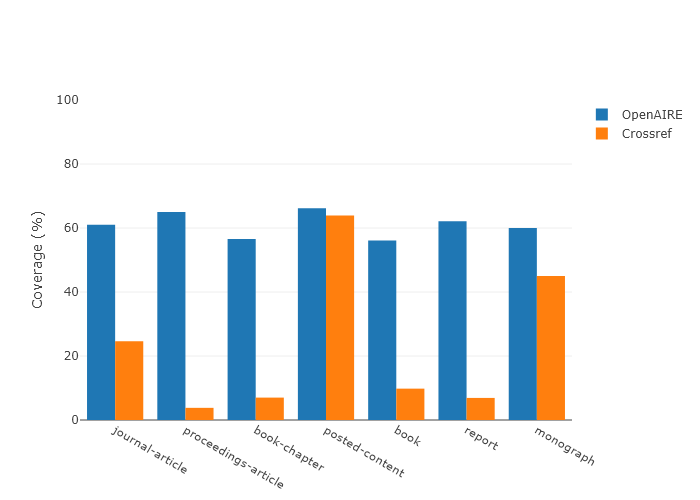 100
80
60
40
20
0
Coverage (%)
journal-article
proceedings-article
book-chapter
posted-content
book
report
monograph
OpenAIRE
Crossref